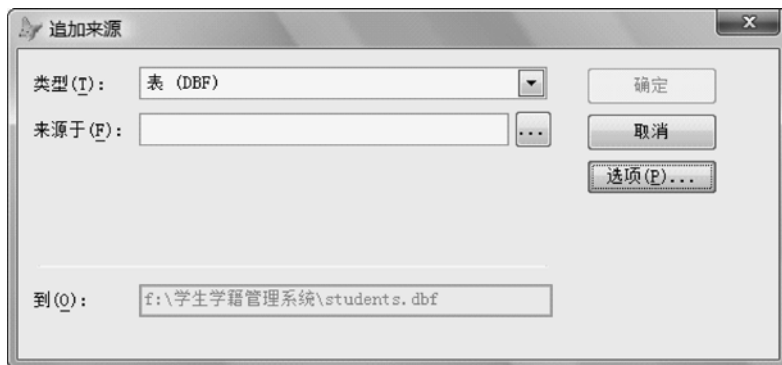 追加来源
类型(T): 表 (DBF) 确定
来源于(F): ... 取消
选项(P)...
到(O): f:\学生学籍管理系统\students.dbf